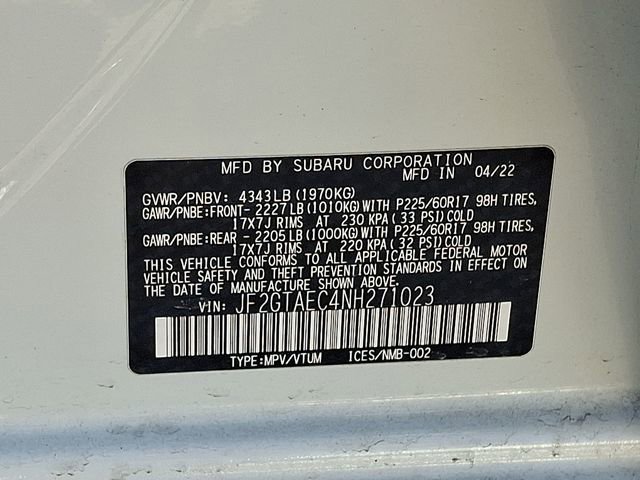 MFD BY SUBARU CORPORATION
MFD IN 04/22
GVWR/PNBV: 4343LB(1970KG)
GAWR/PNBE:FRONT- 2227 LB(1010KG)WITH P225/60R17 98H TIRES,
17X7J RIMS AT 230 KPA(33 PSI)COLD
GAWR/PNBE:REAR - 2205 LB(1000KG)WITH P225/60R17 98H TIRES,
17X7J RIMS AT 220 KPA(32 PSI)COLD
THIS VEHICLE CONFORMS TO ALL APPLICABLE FEDERAL MOTOR
VEHICLE SAFETY AND THEFT PREVENTION STANDARDS IN EFFECT ON
THE DATE OF MANUFACTURE SHOWN ABOVE.
VIN: JF2GTAEC4NH271023
TYPE:MPV/VTUM ICES/NMB-002